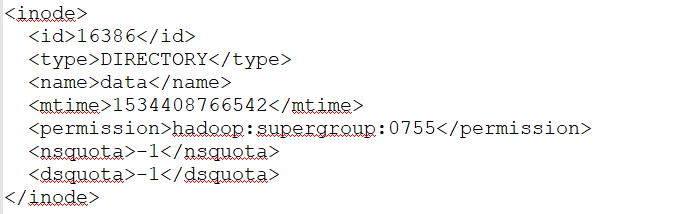 <inode>
<id>16386</id>
<type>DIRECTORY</type>
<name>data</name>
<mtime>1534408766542</mtime>
<permission>hadoop:supergroup:0755</permission>
<nsquota>-1</nsquota>
<dsquota>-1</dsquota>
</inode>